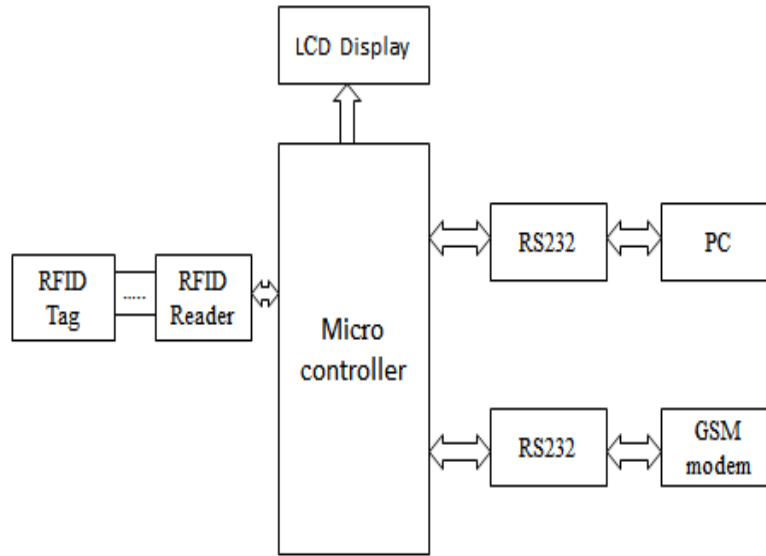 LCD Display
RS232
PC
RFID
Tag
.....
RFID
Reader
Micro
controller
RS232
GSM
modem